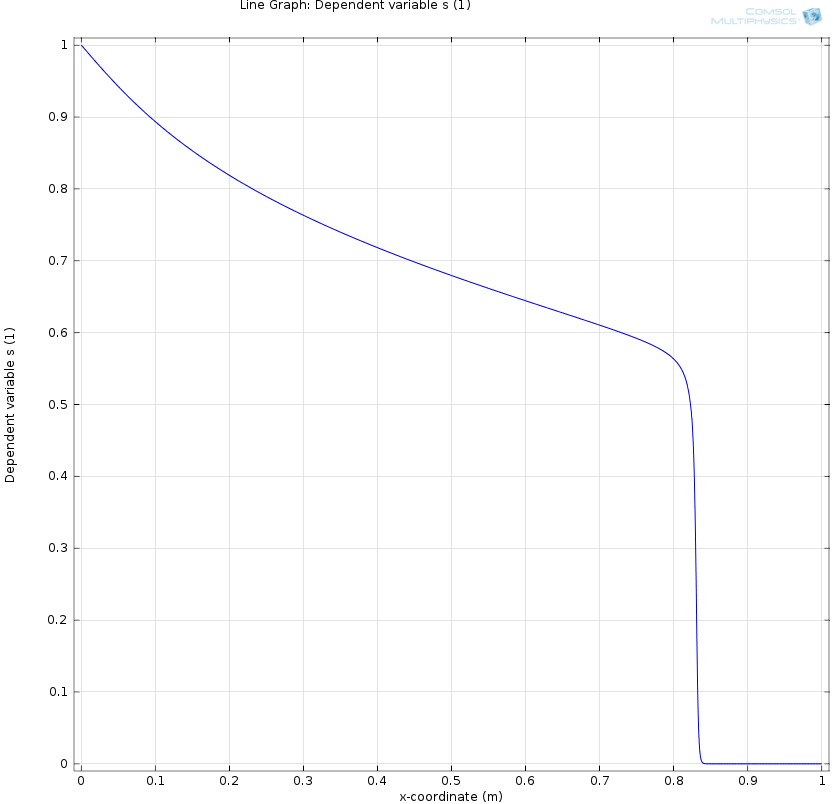 Line Graph: Dependent variable s (1)
COMSOL
MULTIPHYSICS
1
0.9
0.8
0.7
0.6
0.5
0.4
0.3
0.2
0.1
0
Dependent variable s (1)
0 0.1 0.2 0.3 0.4 0.5 0.6 0.7 0.8 0.9 1
x-coordinate (m)